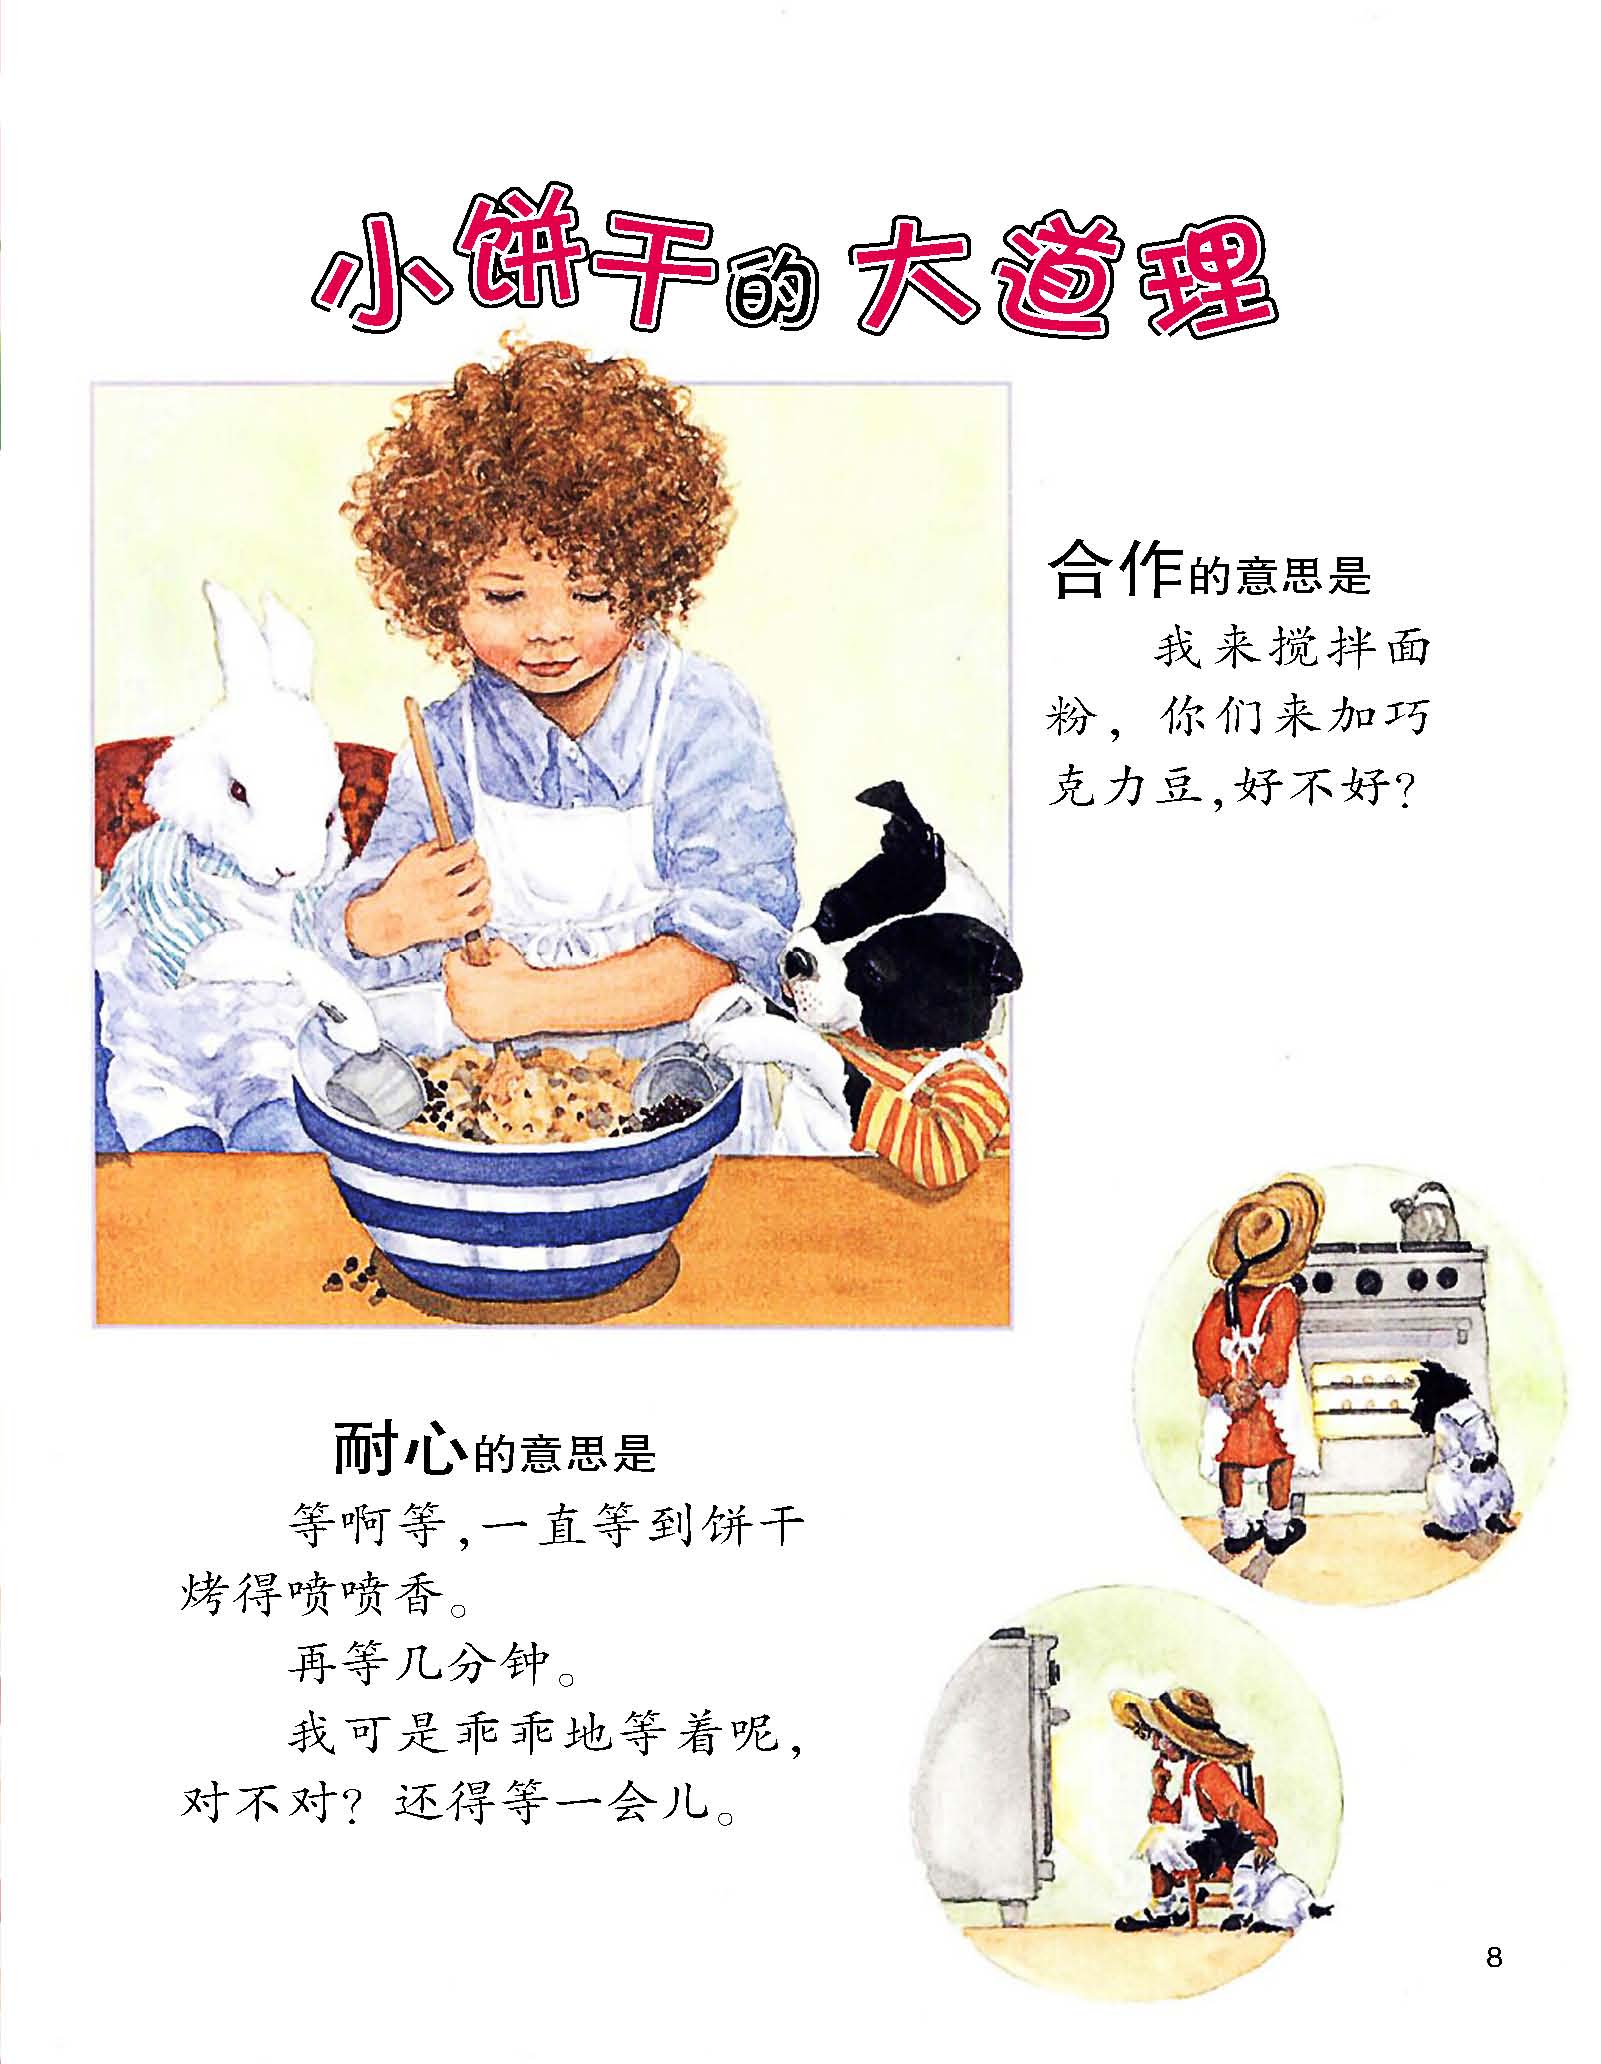 小饼干的大道理
合作的意思是
我来搅拌面
粉，你们来加巧
克力豆，好不好？
耐心的意思是
等啊等，一直等到饼干
烤得喷喷香。
再等几分钟。
我可是乖乖地等着呢，
对不对？还得等一会儿。
8